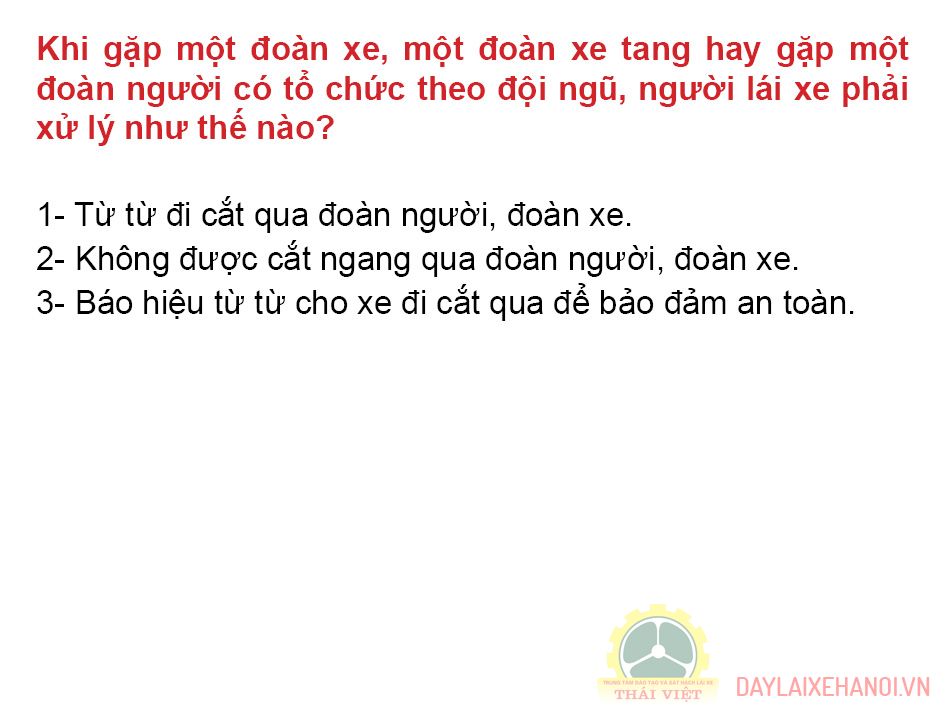 Khi gặp một đoàn xe, một đoàn xe tang hay gặp một
đoàn người có tổ chức theo đội ngũ, người lái xe phải
xử lý như thế nào?
1- Từ từ đi cắt qua đoàn người, đoàn xe.
2- Không được cắt ngang qua đoàn người, đoàn xe.
3- Báo hiệu từ từ cho xe đi cắt qua để bảo đảm an toàn.
TRUNG TÂM ĐÀO TẠO VÀ SÁT HẠCH LÁI XE
THÁI VIỆT
DAYLAIXEHANOI.VN